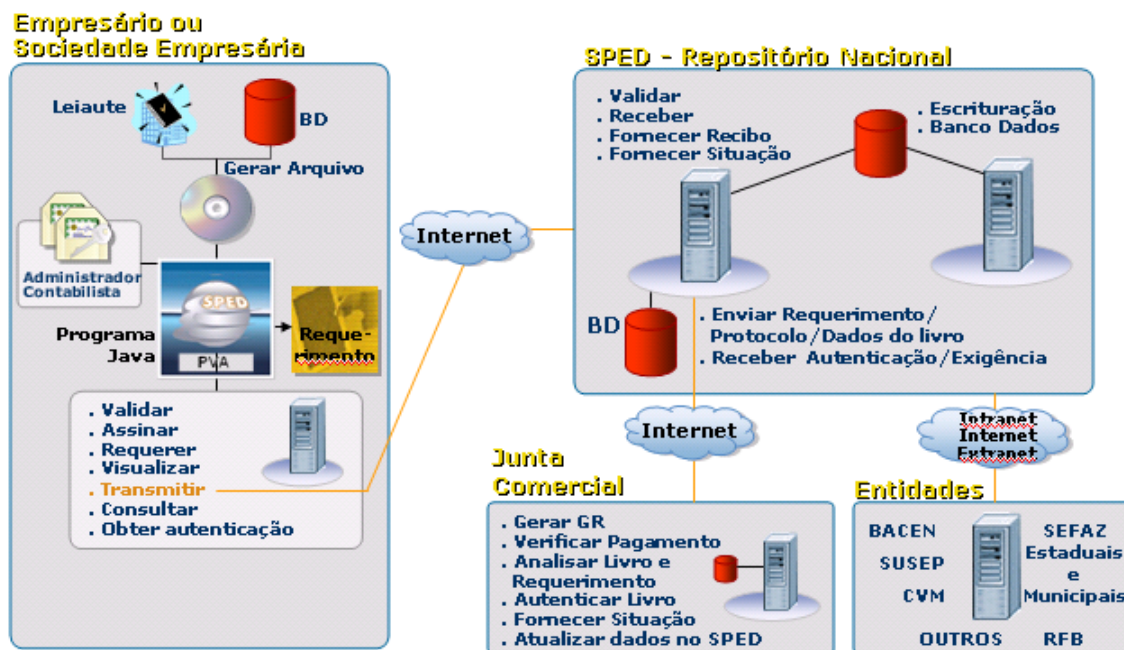 Empresário ou
Sociedade Empresária
Leiaute
BD
Gerar Arquivo
Administrador
Contabilista
SPED
Programa
Java
PVA
Reque-
rimento
. Validar
. Assinar
. Requerer
. Visualizar
. Transmitir
. Consultar
. Obter autenticação
Internet
SPED - Repositório Nacional
. Validar
. Receber
. Fornecer Recibo
. Fornecer Situação
. Escrituração
. Banco Dados
BD
. Enviar Requerimento/
Protocolo/Dados do livro
. Receber Autenticação/Exigência
Internet
Intranet
Internet
Extranet
Junta
Comercial
. Gerar GR
. Verificar Pagamento
. Analisar Livro e
Requerimento
. Autenticar Livro
. Fornecer Situação
. Atualizar dados no SPED
Entidades
BACEN
SUSEP
CVM
OUTROS
SEFAZ
Estaduais
e
Municipais
RFB